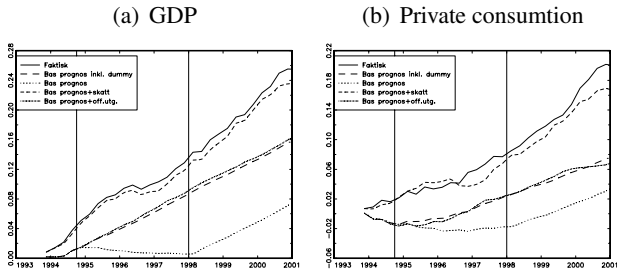 (a) GDP
(b) Private consumtion
0.28
0.24
0.20
0.16
0.12
0.08
0.04
0.00
Faktisk
Bas prognos inkl. dummy
Bas prognos
Bas prognos+skatt
Bas prognos+off.utg.
1993 1994 1995 1996 1997 1998 1999 2000 2001
0.22
0.18
0.14
0.10
0.06
0.02
-0.02
-0.06
Faktisk
Bas prognos inkl. dummy
Bas prognos
Bas prognos+skatt
Bas prognos+off.utg.
1993 1994 1995 1996 1997 1998 1999 2000 2001